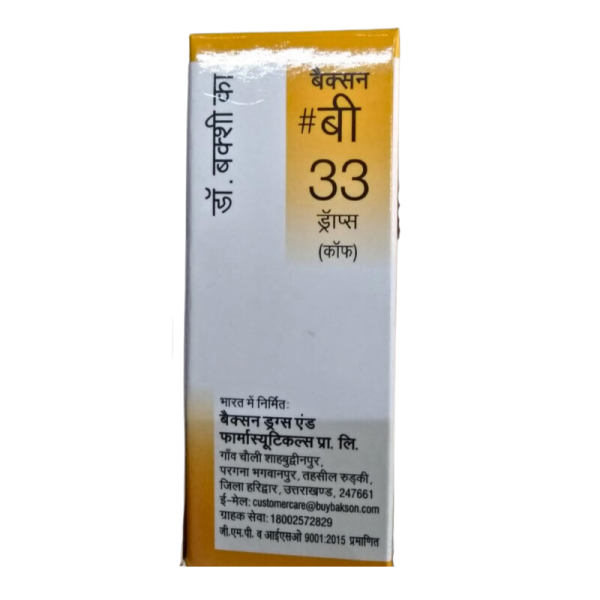 डॉ. बक्शी का
बैक्सन
#बी
33
ड्रॉप्स
(कॉफ)
भारत में निर्मितः
बैक्सन ड्रग्स एंड
फार्मास्यूटिकल्स प्रा. लि.
गाँव चौली शाहबुद्दीनपुर,
परगना भगवानपुर, तहसील रुड़की,
जिला हरिद्वार, उत्तराखण्ड, 247661
ई-मेल: customercare@buybakson.com
ग्राहक सेवा: 18002572829
जी.एम.पी. व आईएसओ 9001:2015 प्रमाणित